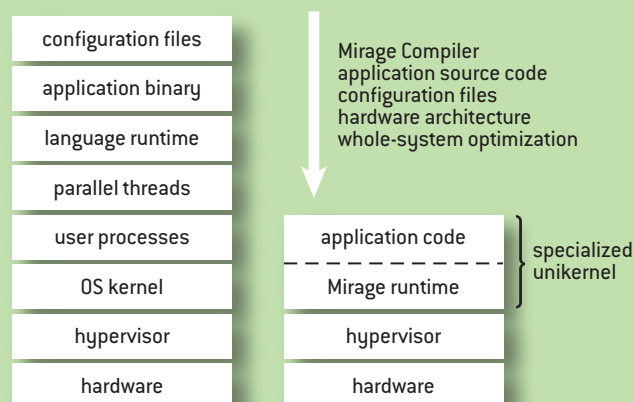 configuration files
application binary
language runtime
parallel threads
user processes
OS kernel
hypervisor
hardware
Mirage Compiler
application source code
configuration files
hardware architecture
whole-system optimization
application code
Mirage runtime
hypervisor
hardware
specialized
unikernel